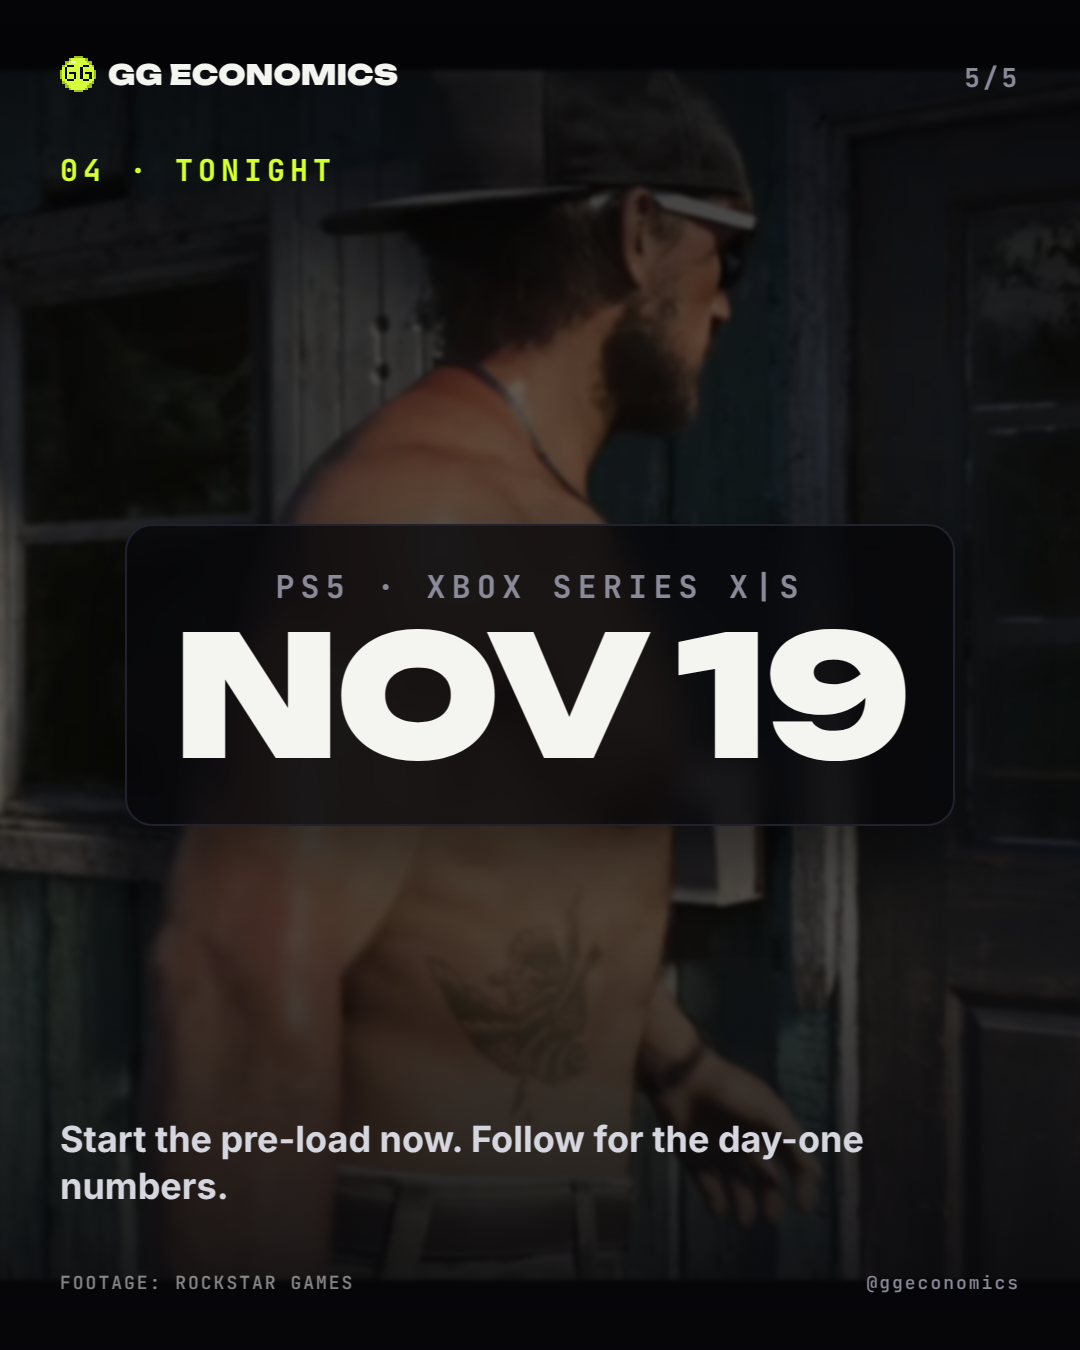 GG
GG ECONOMICS
5/5
04 · TONIGHT
PS5 · XBOX SERIES X|S
NOV 19
Start the pre-load now. Follow for the day-one
numbers.
FOOTAGE: ROCKSTAR GAMES
@ggeconomics